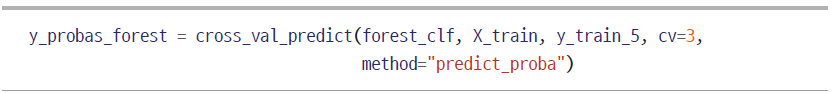 y_probas_forest = cross_val_predict(forest_clf, X_train, y_train_5, cv=3,
method="predict_proba")